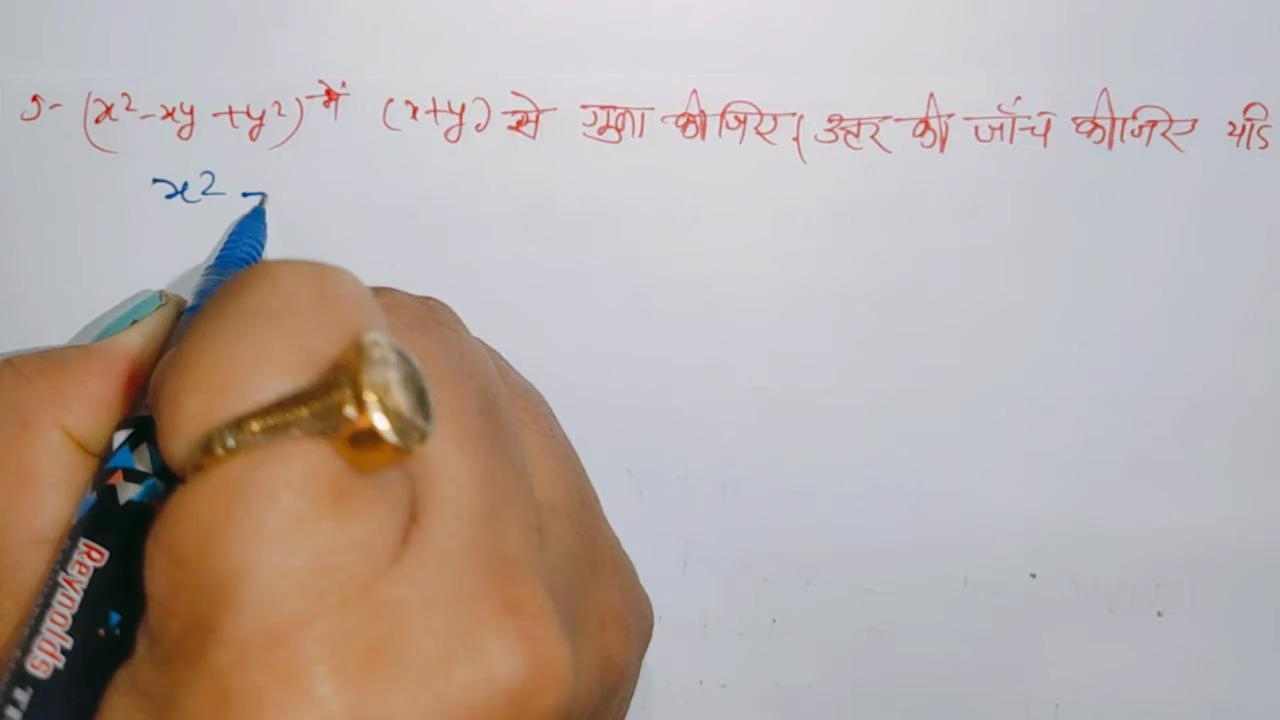 5- (x²-xy+y²) में (x+y) से गुणा कीजिए। उत्तर की जाँच कीजिए यदि
x² -
Reynolds